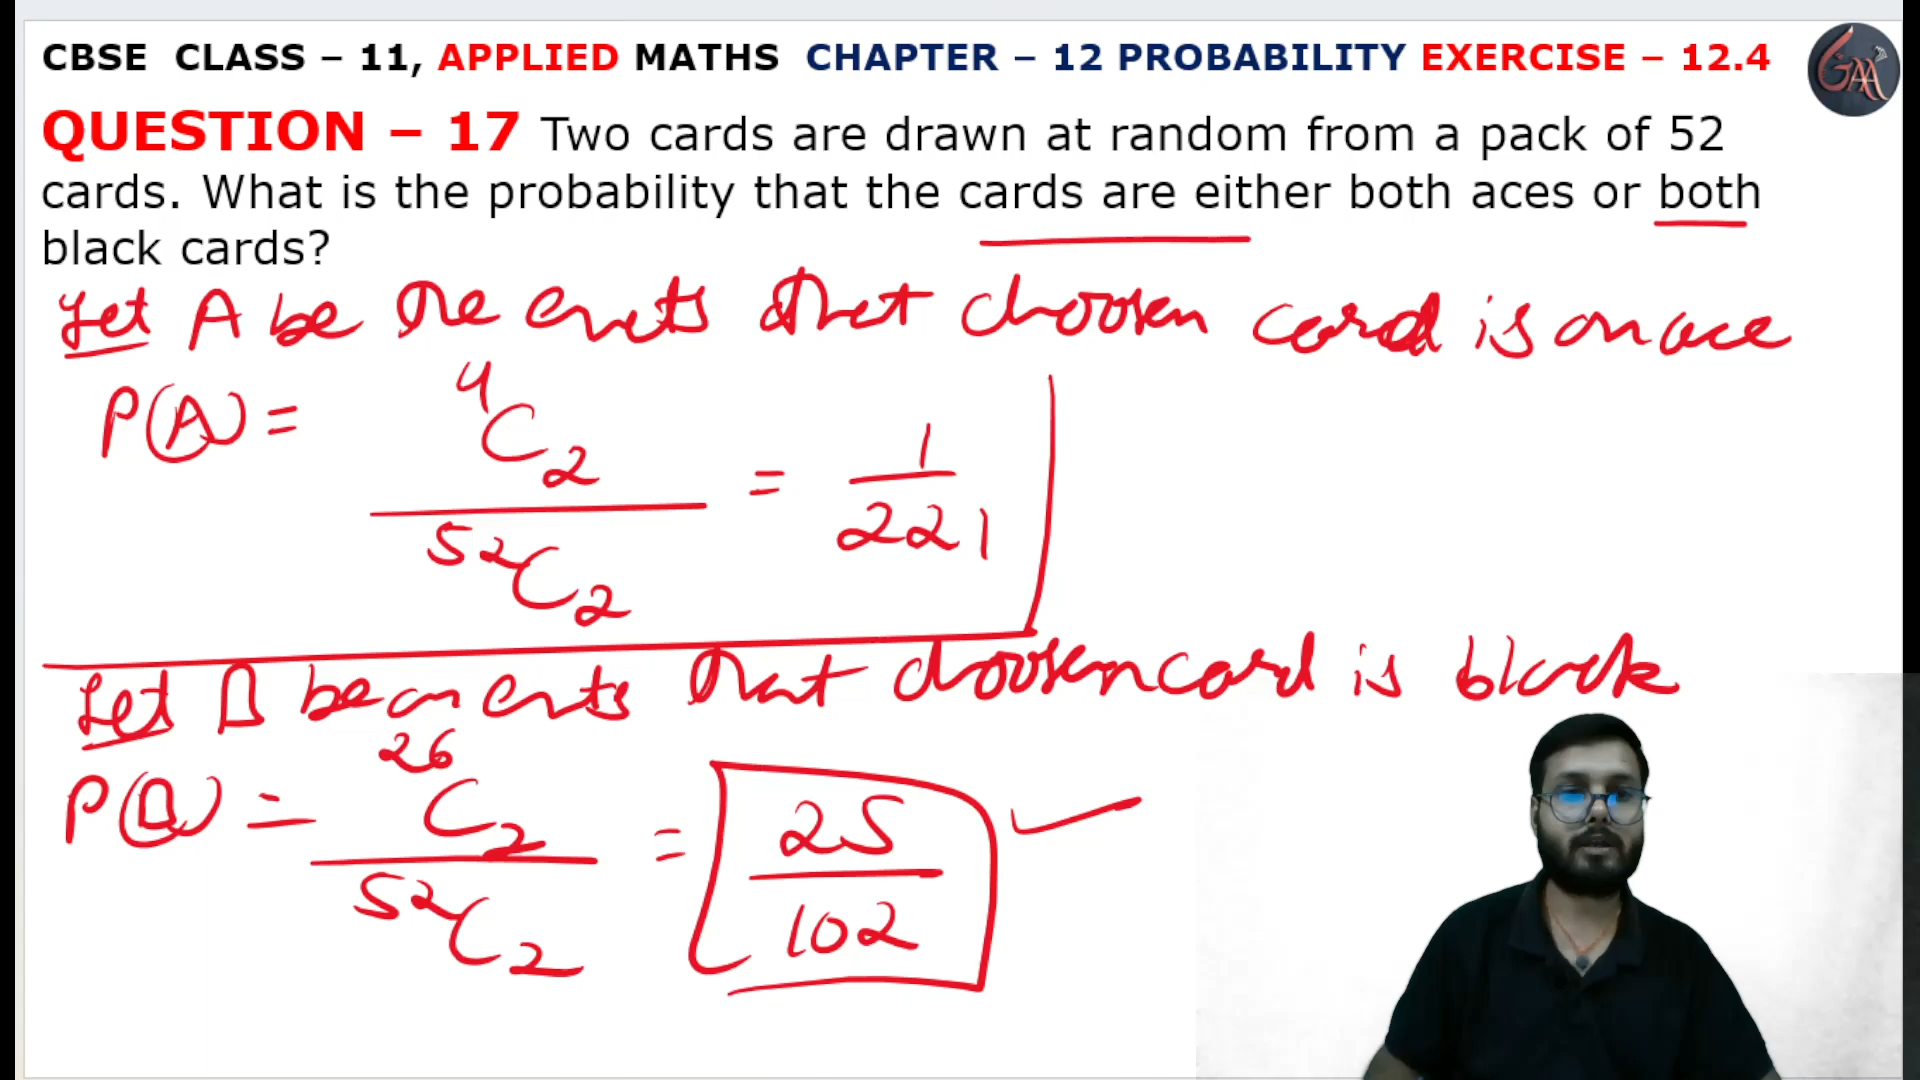 CBSE CLASS – 11, APPLIED MATHS CHAPTER – 12 PROBABILITY EXERCISE – 12.4
GAA
QUESTION – 17 Two cards are drawn at random from a pack of 52
cards. What is the probability that the cards are either both aces or both
black cards?
Let A be the events that choosen card is an ace
P(A) = ⁴C₂ / ⁵²C₂ = 1/221
Let B be an events that choosen card is black
P(B) = ²⁶C₂ / ⁵²C₂ = 25/102 ✓